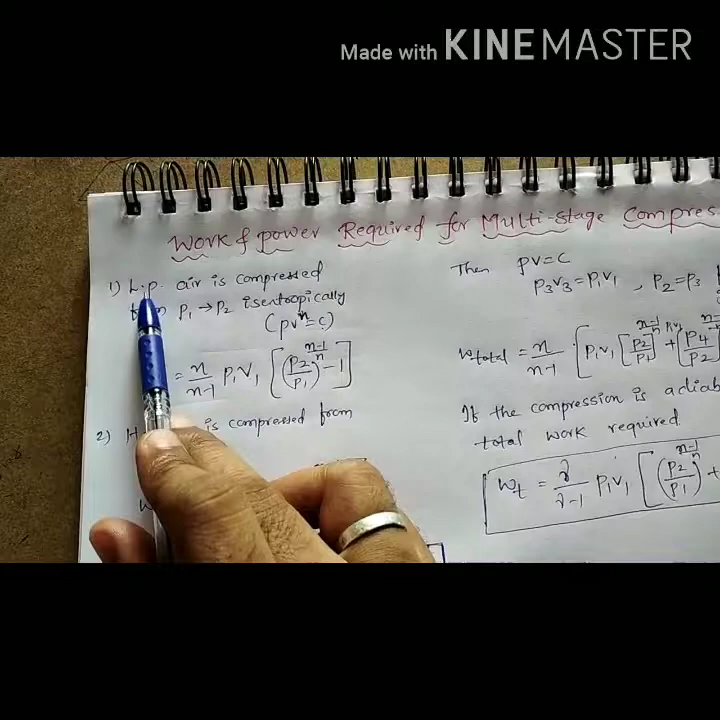 Made with KINEMASTER
Work & power Required for Multi-stage Compress
1) L.p. air is compressed
P₁ → P₂ isentropically
(pvⁿ=c)
= n/n-1 P₁V₁ [(P₂/P₁)^n-1/n - 1]
2) H is compressed from
W
Then PV=C
P₃V₃=P₁V₁ , P₂=P₃
Wtotal = n/n-1 . [P₁V₁ [P₂/P₁]^n-1/n + [P₄/P₂
If the compression is adiab
total work required
Wt = γ/γ-1 P₁V₁ [(P₂/P₁)^n-1/n +